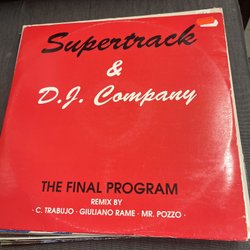 Supertrack
&
D.J. Company
THE FINAL PROGRAM
REMIX BY
· C. TRABUJO · GIULIANO RAME · MR. POZZO ·